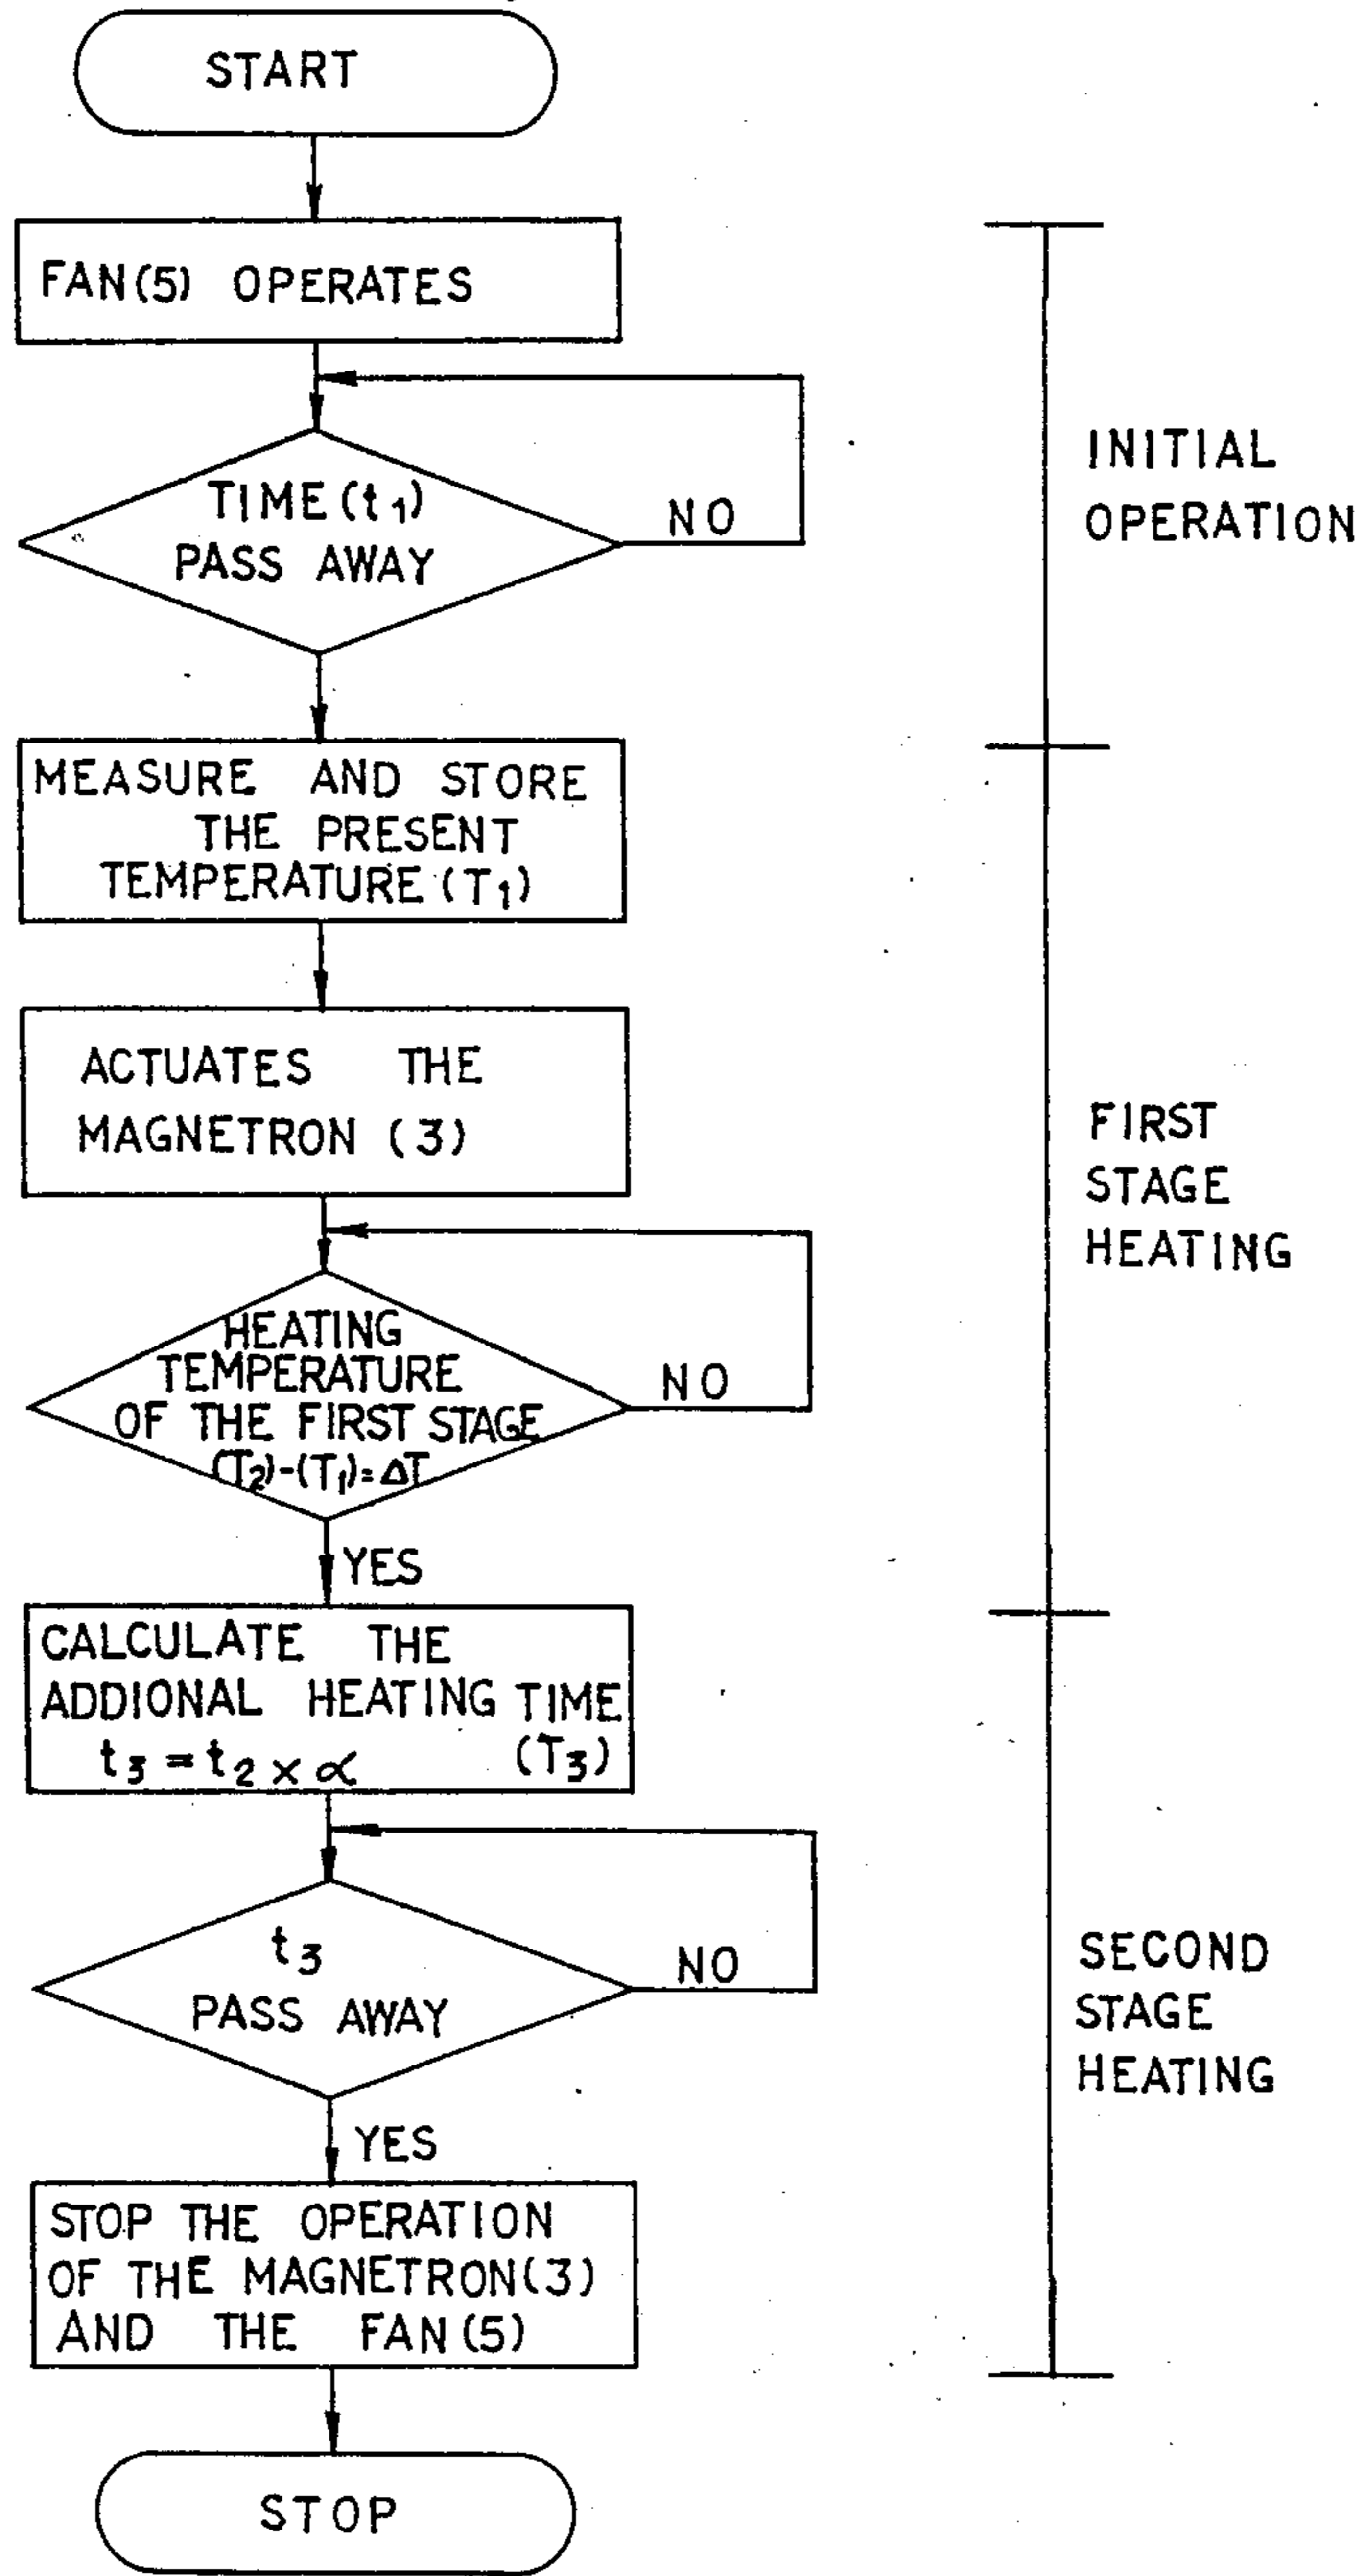 START
FAN(5) OPERATES
TIME(t1)
PASS AWAY
NO
INITIAL
OPERATION
MEASURE AND STORE
THE PRESENT
TEMPERATURE(T1)
ACTUATES THE
MAGNETRON (3)
FIRST
STAGE
HEATING
HEATING
TEMPERATURE
OF THE FIRST STAGE
(T2)-(T1)=ΔT
NO
YES
CALCULATE THE
ADDIONAL HEATING TIME
t3=t2×α (T3)
t3
PASS AWAY
NO
SECOND
STAGE
HEATING
YES
STOP THE OPERATION
OF THE MAGNETRON(3)
AND THE FAN(5)
STOP